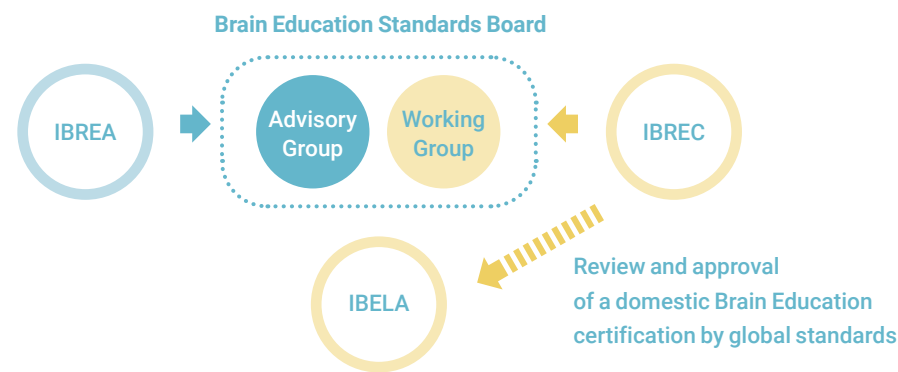 Brain Education Standards Board
IBREA
Advisory
Group
Working
Group
IBREC
IBELA
Review and approval
of a domestic Brain Education
certification by global standards